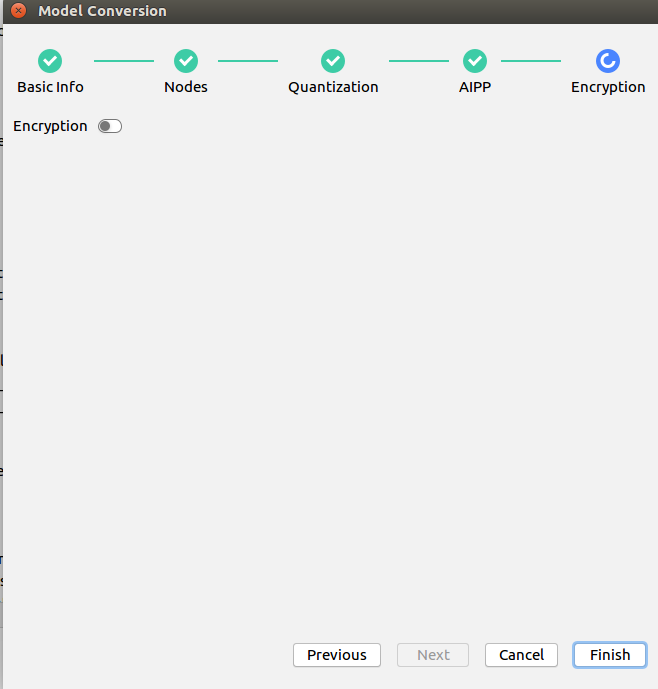 Model Conversion
Basic Info Nodes Quantization AIPP Encryption
Encryption
Previous Next Cancel Finish